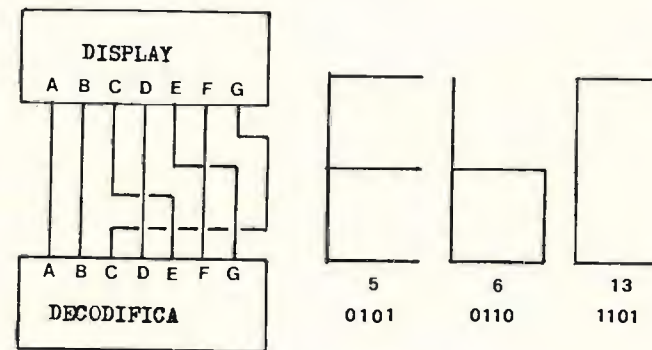 DISPLAY
A B C D E F G
A B C D E F G
DECODIFICA
5 6 13
0101 0110 1101